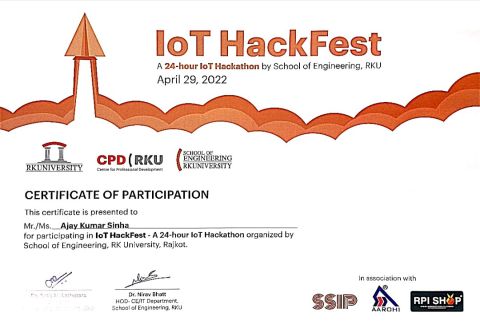 IoT HackFest
A 24-hour IoT Hackathon by School of Engineering, RKU
April 29, 2022
RKUNIVERSITY
CPD(RKU
Centre for Professional Development
SCHOOL OF
ENGINEERING
RKUNIVERSITY
CERTIFICATE OF PARTICIPATION
This certificate is presented to
Mr./Ms. Ajay Kumar Sinha
for participating in IoT HackFest - A 24-hour IoT Hackathon organized by
School of Engineering, RK University, Rajkot.
Dr. Nirav Bhatt
HOD- CE/IT Department,
School of Engineering, RKU
In association with
SSIP
AAROHI
RPI SHOP